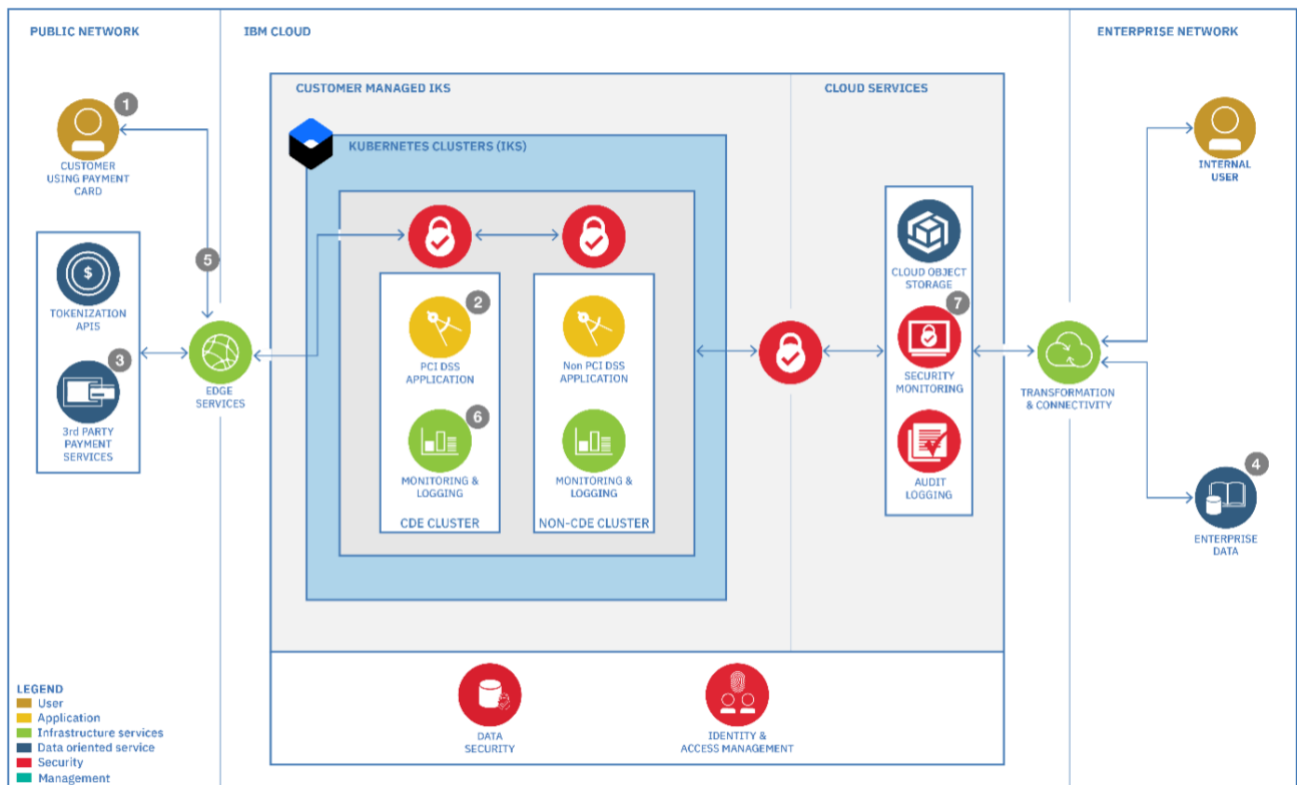 PUBLIC NETWORK
IBM CLOUD
ENTERPRISE NETWORK
CUSTOMER MANAGED IKS
CLOUD SERVICES
1
CUSTOMER
USING PAYMENT
CARD
KUBERNETES CLUSTERS (IKS)
INTERNAL
USER
5
TOKENIZATION
APIS
3
3rd PARTY
PAYMENT
SERVICES
EDGE
SERVICES
2
PCI DSS
APPLICATION
6
MONITORING &
LOGGING
CDE CLUSTER
Non PCI DSS
APPLICATION
MONITORING &
LOGGING
NON-CDE CLUSTER
CLOUD OBJECT
STORAGE
7
SECURITY
MONITORING
AUDIT
LOGGING
TRANSFORMATION
& CONNECTIVITY
4
ENTERPRISE
DATA
DATA
SECURITY
IDENTITY &
ACCESS MANAGEMENT
LEGEND
User
Application
Infrastructure services
Data oriented service
Security
Management
$